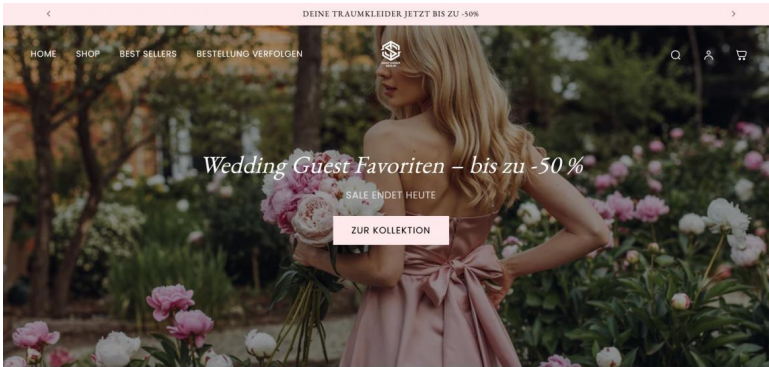 DEINE TRAUMKLEIDER JETZT BIS ZU -50%
HOME SHOP BEST SELLERS BESTELLUNG VERFOLGEN
Wedding Guest Favoriten – bis zu -50 %
SALE ENDET HEUTE
ZUR KOLLEKTION